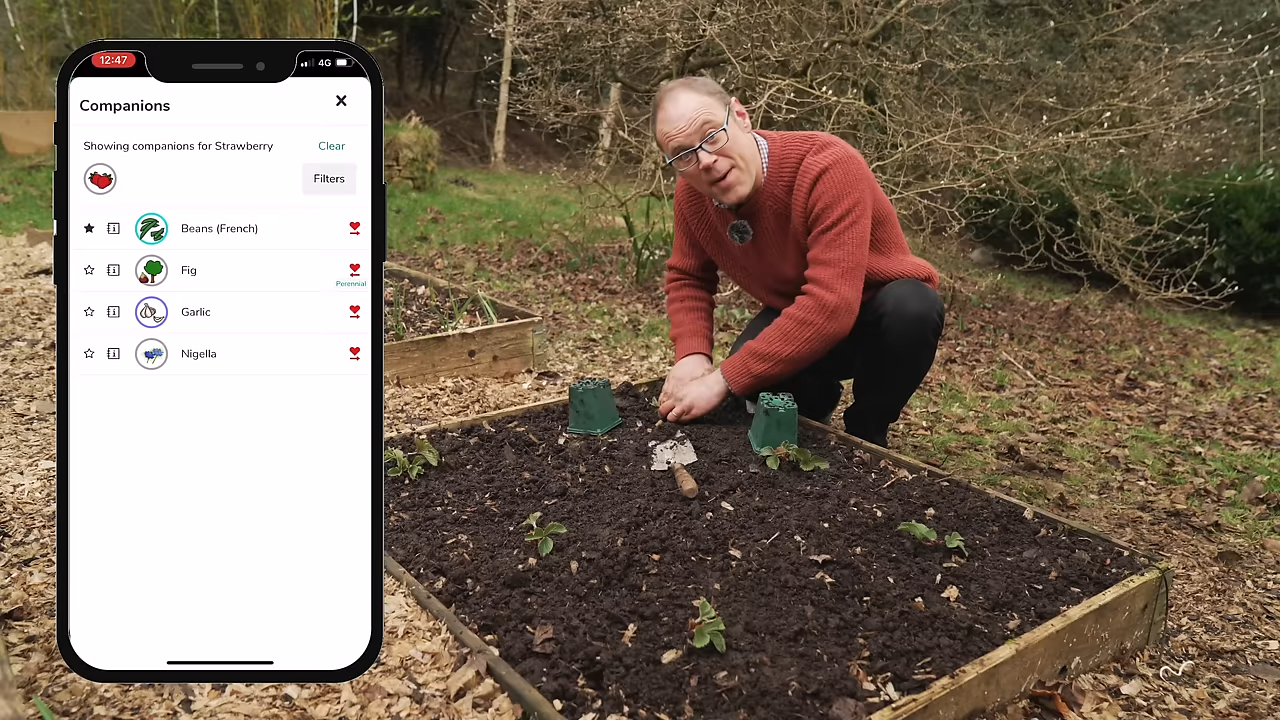 12:47
4G
Companions
Showing companions for Strawberry
Clear
Filters
Beans (French)
Fig
Perennial
Garlic
Nigella